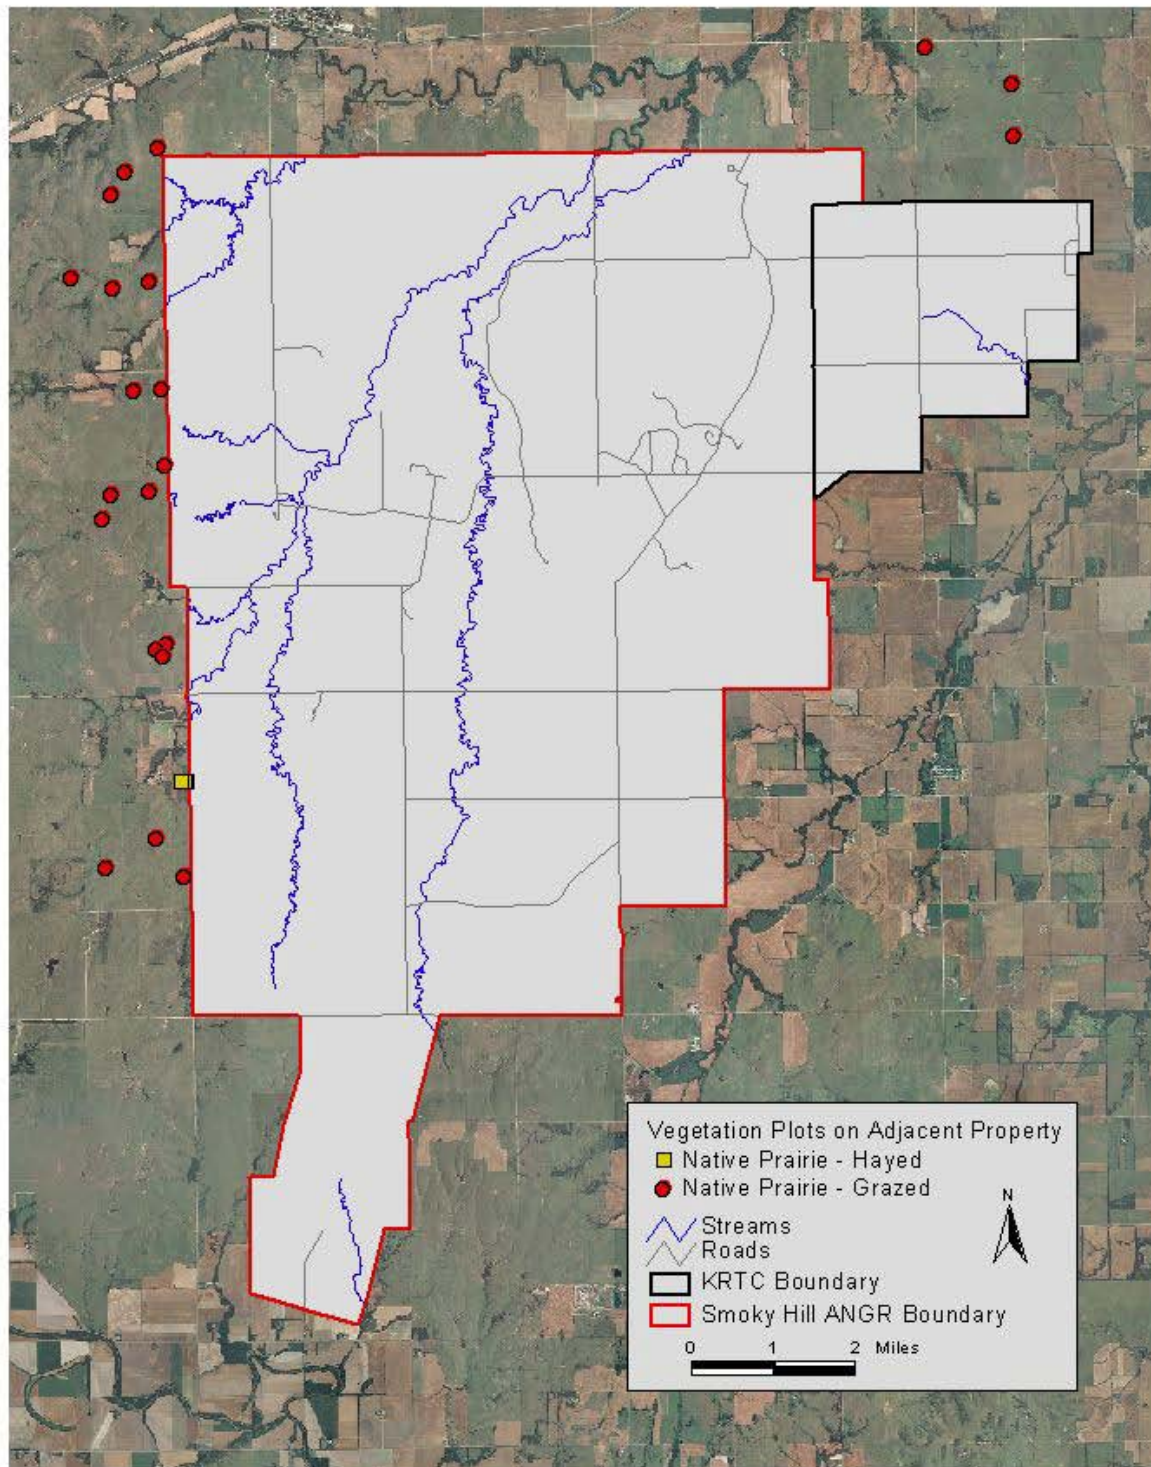 Vegetation Plots on Adjacent Property
Native Prairie - Hayed
Native Prairie - Grazed
N
Streams
Roads
KRTC Boundary
Smoky Hill ANGR Boundary
0 1 2 Miles